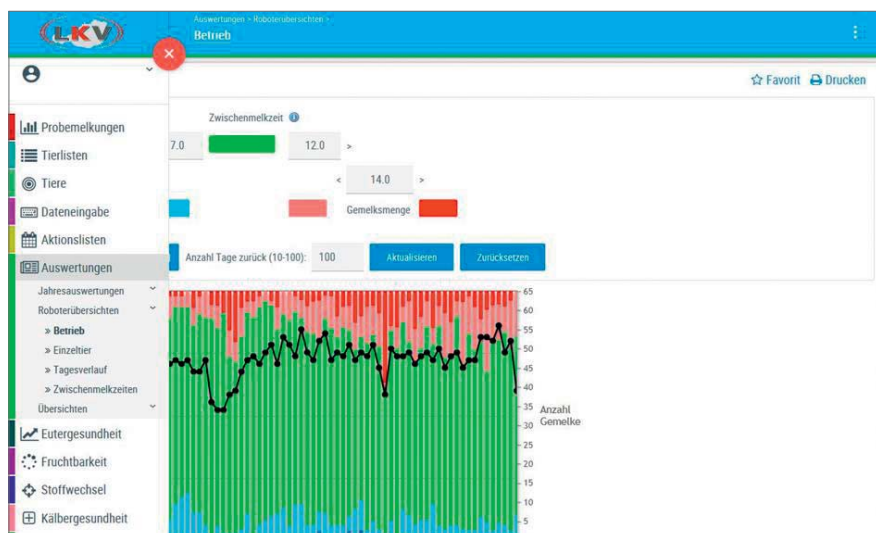 LKV
Auswertungen > Roboterübersichten >
Betrieb
Favorit Drucken
Probemelkungen
Tierlisten
Tiere
Dateneingabe
Aktionslisten
Auswertungen
Jahresauswertungen
Roboterübersichten
» Betrieb
» Einzeltier
» Tagesverlauf
» Zwischenmelkzeiten
Übersichten
Eutergesundheit
Fruchtbarkeit
Stoffwechsel
Kälbergesundheit
Zwischenmelkzeit
7.0 12.0 >
< 14.0 >
Gemelksmenge
Anzahl Tage zurück (10-100): 100 Aktualisieren Zurücksetzen
65
60
55
50
45
40
35
30
25
20
15
10
5
Anzahl
Gemelke